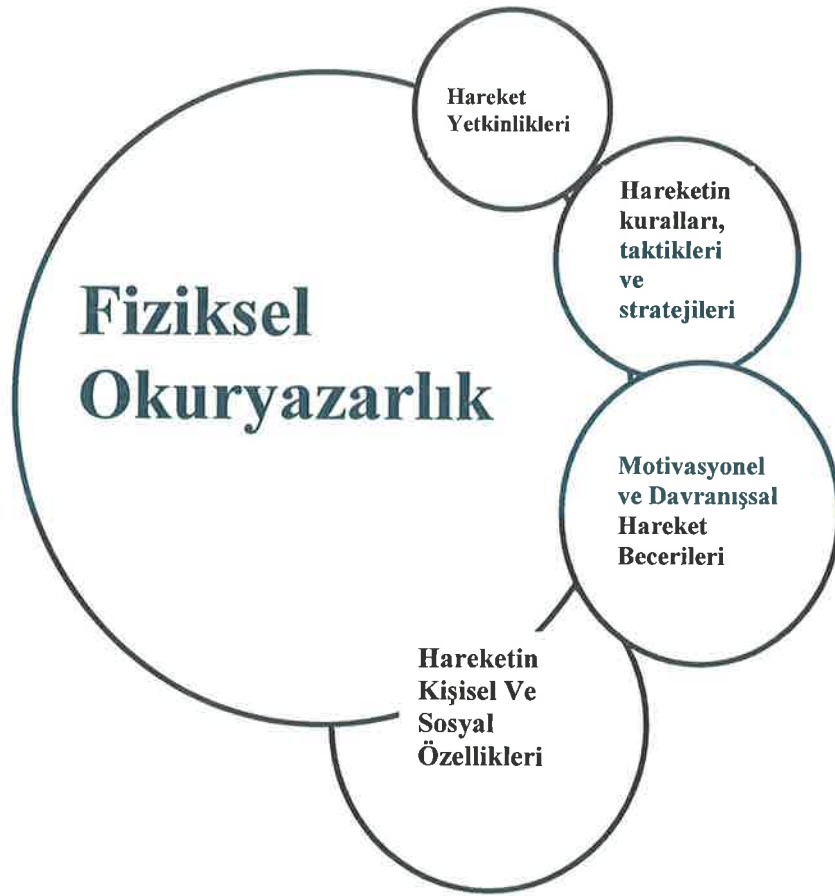 Hareket
Yetkinlikleri
Hareketin
kuralları,
taktikleri
ve
stratejileri
Fiziksel
Okuryazarlık
Motivasyonel
ve Davranışsal
Hareket
Becerileri
Hareketin
Kişisel Ve
Sosyal
Özellikleri